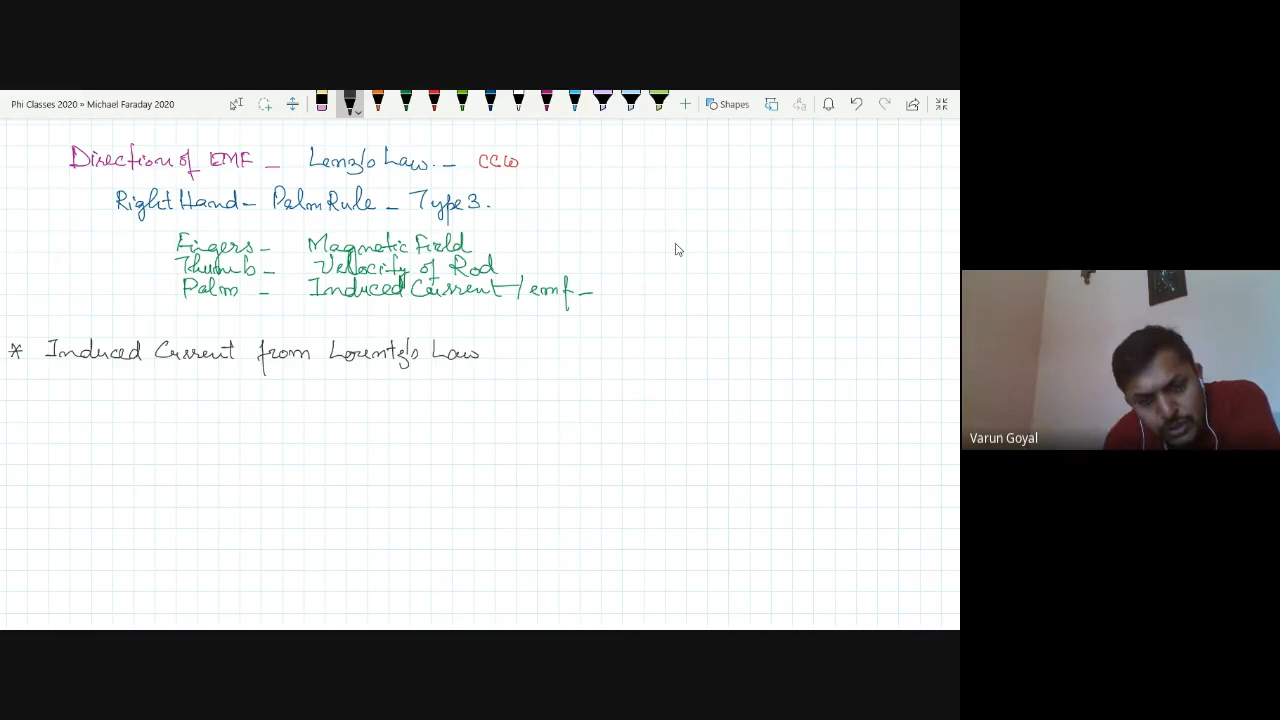 Phi Classes 2020 » Michael Faraday 2020
Shapes
Direction of EMF - Lenz's Law. - CCW
Right Hand - Palm Rule - Type 3.
Fingers - Magnetic Field
Thumb - Velocity of Rod
Palm - Induced Current / emf -
* Induced Current from Lorentz's Law
Varun Goyal